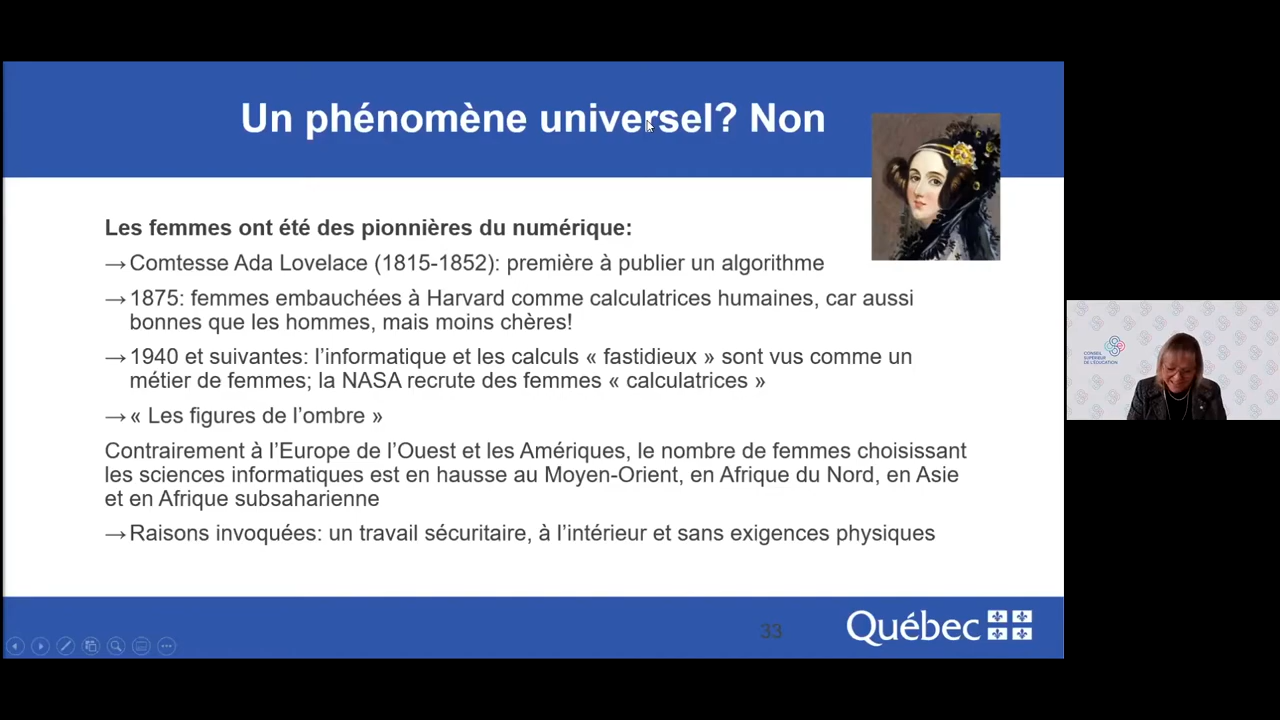 Un phénomène universel? Non
Les femmes ont été des pionnières du numérique:
→Comtesse Ada Lovelace (1815-1852): première à publier un algorithme
→1875: femmes embauchées à Harvard comme calculatrices humaines, car aussi
bonnes que les hommes, mais moins chères!
→1940 et suivantes: l’informatique et les calculs « fastidieux » sont vus comme un
métier de femmes; la NASA recrute des femmes « calculatrices »
→« Les figures de l’ombre »
Contrairement à l’Europe de l’Ouest et les Amériques, le nombre de femmes choisissant
les sciences informatiques est en hausse au Moyen-Orient, en Afrique du Nord, en Asie
et en Afrique subsaharienne
→Raisons invoquées: un travail sécuritaire, à l’intérieur et sans exigences physiques
33
Québec
CONSEIL
SUPÉRIEUR
DE L’ÉDUCATION